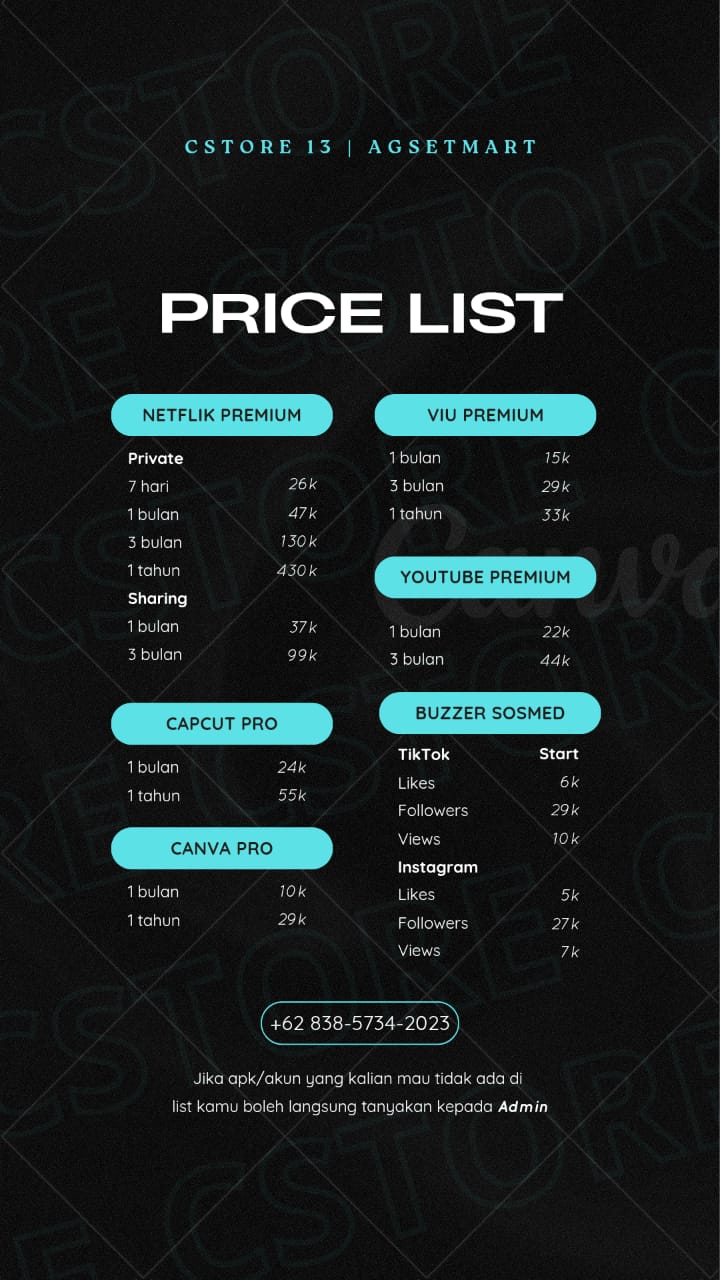 CSTORE 13 | AGSETMART
PRICE LIST
NETFLIK PREMIUM
Private
7 hari 26k
1 bulan 47k
3 bulan 130k
1 tahun 430k
Sharing
1 bulan 37k
3 bulan 99k
CAPCUT PRO
1 bulan 24k
1 tahun 55k
CANVA PRO
1 bulan 10k
1 tahun 29k
VIU PREMIUM
1 bulan 15k
3 bulan 29k
1 tahun 33k
YOUTUBE PREMIUM
1 bulan 22k
3 bulan 44k
BUZZER SOSMED
TikTok Start
Likes 6k
Followers 29k
Views 10k
Instagram
Likes 5k
Followers 27k
Views 7k
+62 838-5734-2023
Jika apk/akun yang kalian mau tidak ada di
list kamu boleh langsung tanyakan kepada Admin
CSTORE
Canva